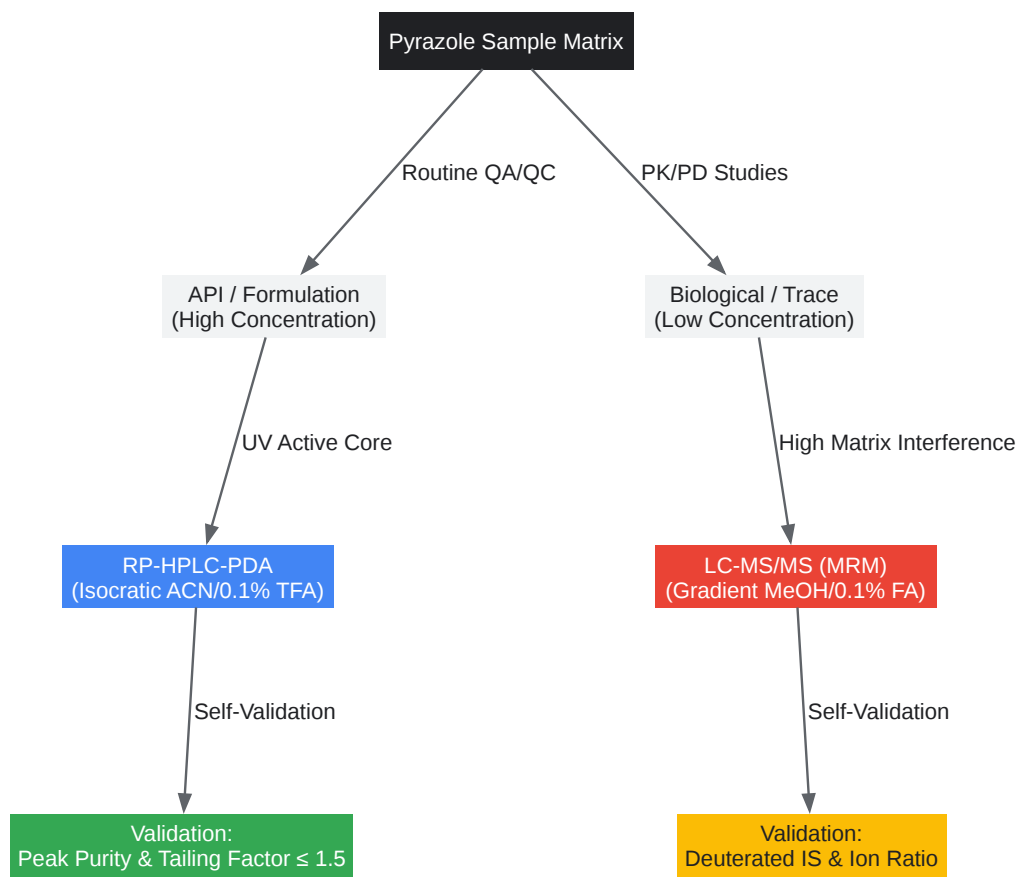 Pyrazole Sample Matrix
Routine QA/QC
PK/PD Studies
API / Formulation
(High Concentration)
Biological / Trace
(Low Concentration)
UV Active Core
High Matrix Interference
RP-HPLC-PDA
(Isocratic ACN/0.1% TFA)
LC-MS/MS (MRM)
(Gradient MeOH/0.1% FA)
Self-Validation
Self-Validation
Validation:
Peak Purity & Tailing Factor ≤ 1.5
Validation:
Deuterated IS & Ion Ratio